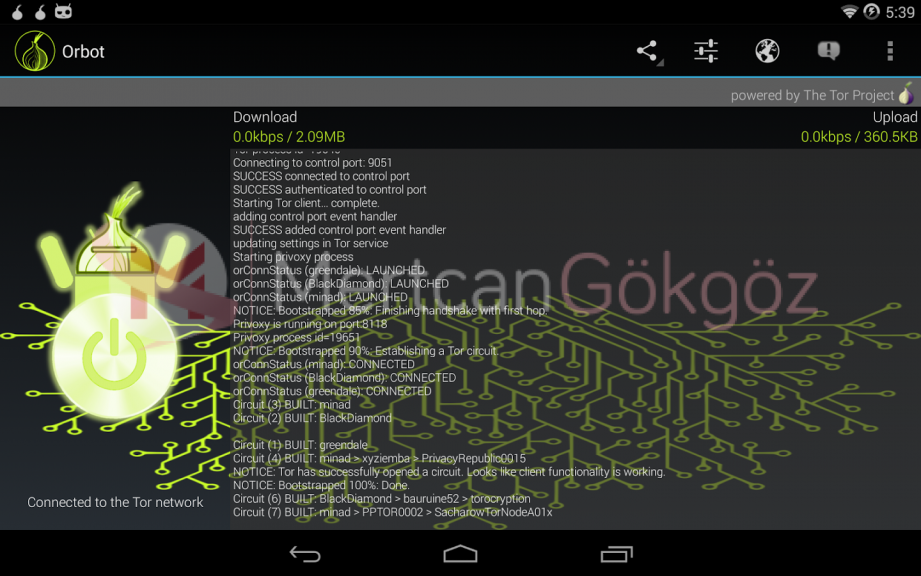 5:39
Orbot
powered by The Tor Project
Download
Upload
0.0kbps / 2.09MB
0.0kbps / 360.5KB
Connecting to control port: 9051
SUCCESS connected to control port
SUCCESS authenticated to control port
Starting Tor client... complete.
adding control port event handler
SUCCESS added control port event handler
updating settings in Tor service
Starting privoxy process
orConnStatus (greendale): LAUNCHED
orConnStatus (BlackDiamond): LAUNCHED
orConnStatus (minad): LAUNCHED
MertcanGökgöz
NOTICE: Bootstrapped 85%: Finishing handshake with first hop.
Privoxy is running on port:8118
Privoxy process id=19651
NOTICE: Bootstrapped 90%: Establishing a Tor circuit.
orConnStatus (minad): CONNECTED
orConnStatus (BlackDiamond): CONNECTED
orConnStatus (greendale): CONNECTED
Circuit (3) BUILT: minad
Circuit (2) BUILT: BlackDiamond
Circuit (1) BUILT: greendale
Circuit (4) BUILT: minad > xyziemba > PrivacyRepublic0015
NOTICE: Tor has successfully opened a circuit. Looks like client functionality is working.
NOTICE: Bootstrapped 100%: Done.
Circuit (6) BUILT: BlackDiamond > bauruine52 > torocryption
Circuit (7) BUILT: minad > PPTOR0002 > SacharowTorNodeA01x
Connected to the Tor network